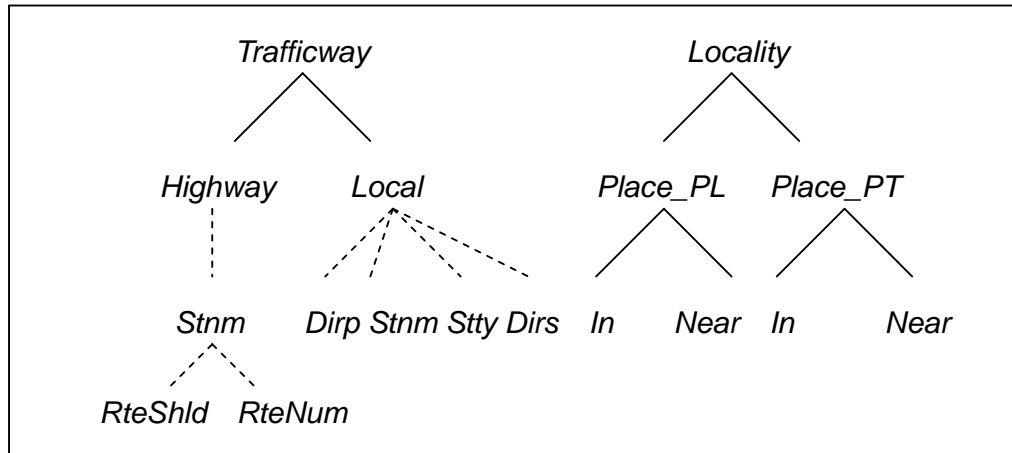 Trafficway Locality
Highway Local Place_PL Place_PT
Stnm Dirp Stnm Stty Dirs In Near In Near
RteShld RteNum